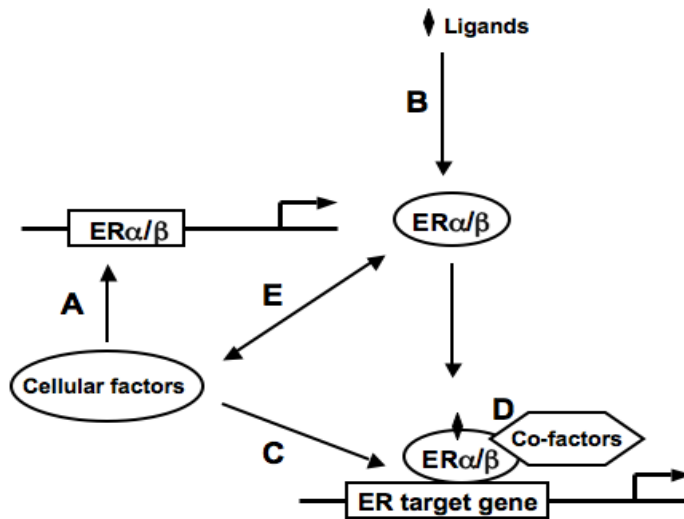 Ligands
B
ERα/β
ERα/β
A
E
Cellular factors
D
Co-factors
C
ERα/β
ER target gene